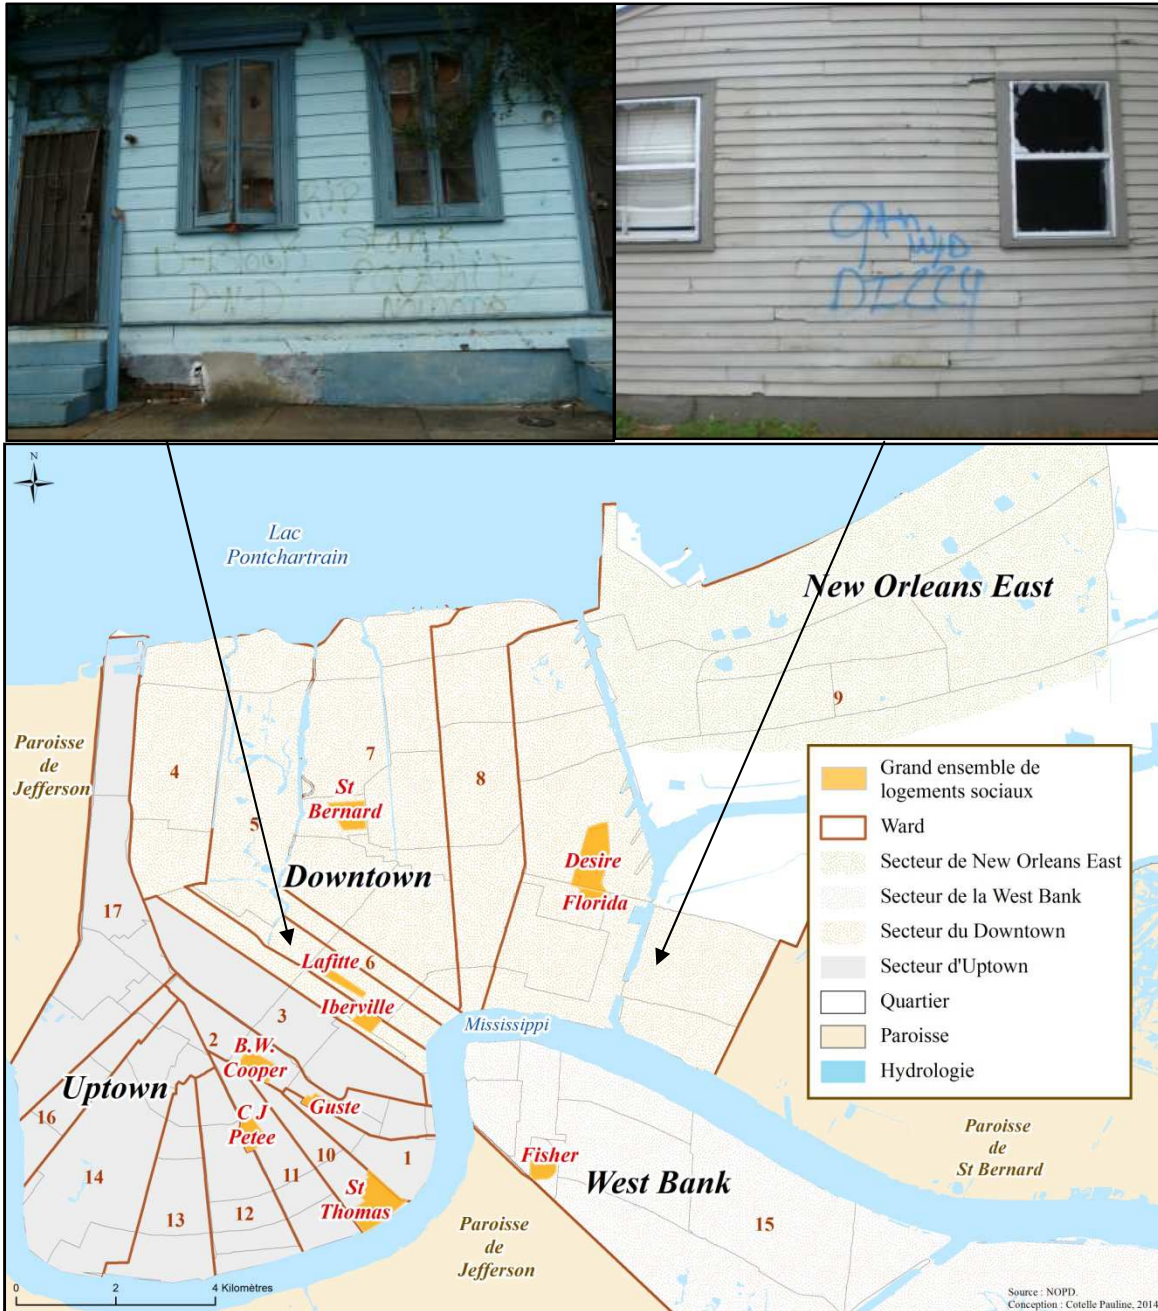 RIP
D-BLOCK
D-N-D
STANK
9th
WD
DIZZY
N
Lac
Pontchartrain
New Orleans East
9
Paroisse
de
Jefferson
4
7
8
5
St
Bernard
Desire
Florida
Downtown
17
Lafitte
6
Iberville
Mississippi
3
2
B.W.
Cooper
Uptown
Guste
16
C J
Petee
10
1
11
14
St
Thomas
13
12
Fisher
West Bank
15
Paroisse
de
Jefferson
Paroisse
de
St Bernard
Grand ensemble de
logements sociaux
Ward
Secteur de New Orleans East
Secteur de la West Bank
Secteur du Downtown
Secteur d'Uptown
Quartier
Paroisse
Hydrologie
0 2 4 Kilomètres
Source : NOPD.
Conception : Cotelle Pauline, 2014